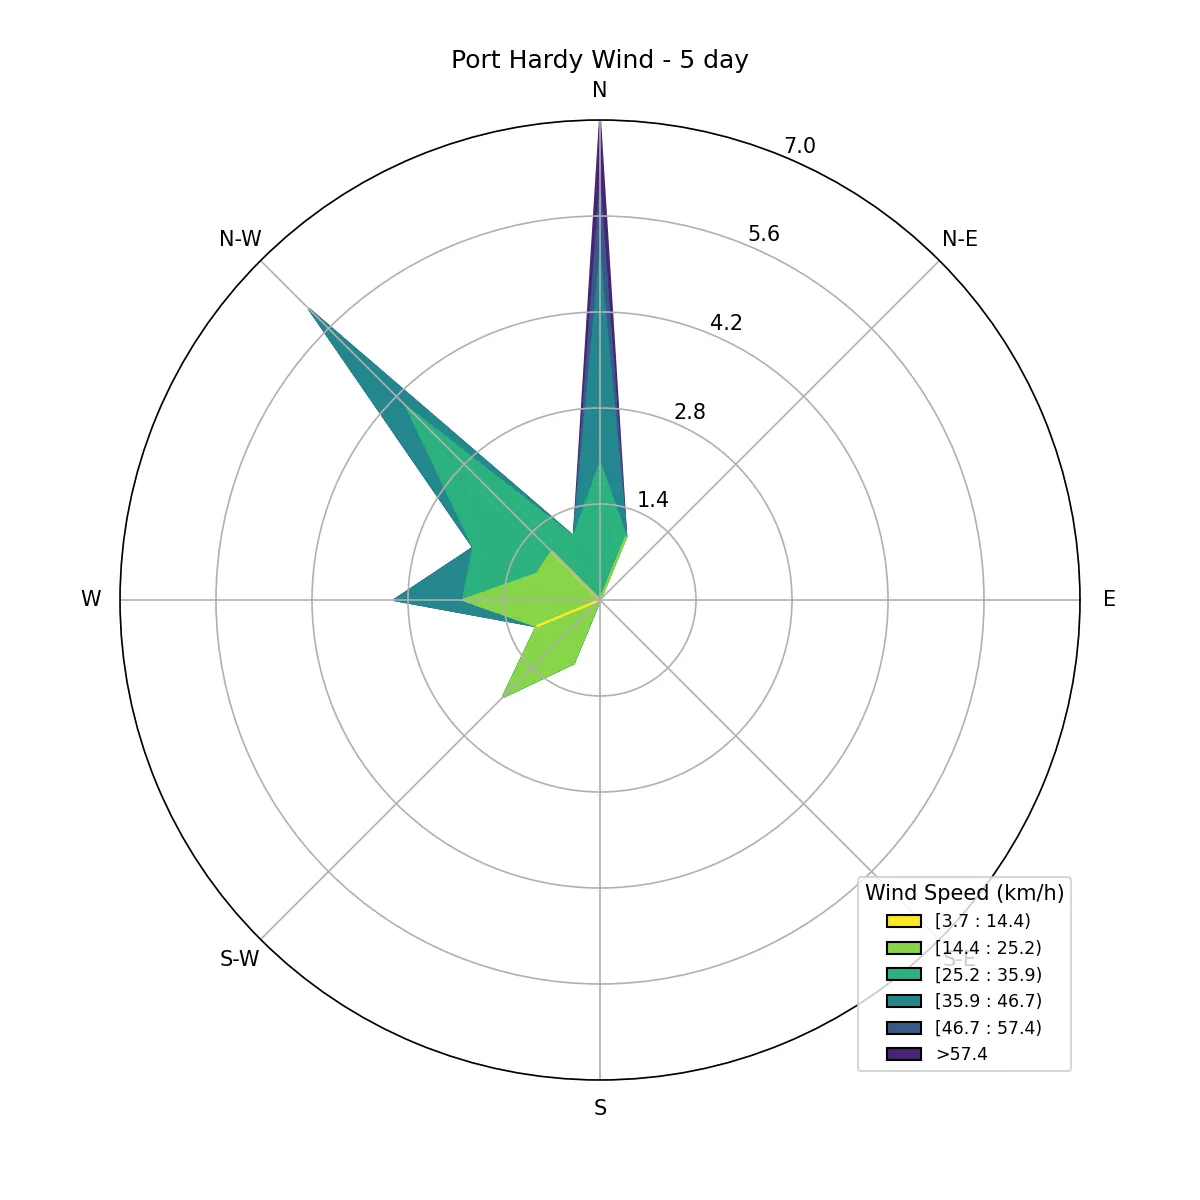 Port Hardy Wind - 5 day
N
7.0
5.6
N-W
N-E
4.2
2.8
1.4
W
E
Wind Speed (km/h)
[3.7 : 14.4)
[14.4 : 25.2)
S-W
S-E
[25.2 : 35.9)
[35.9 : 46.7)
[46.7 : 57.4)
>57.4
S